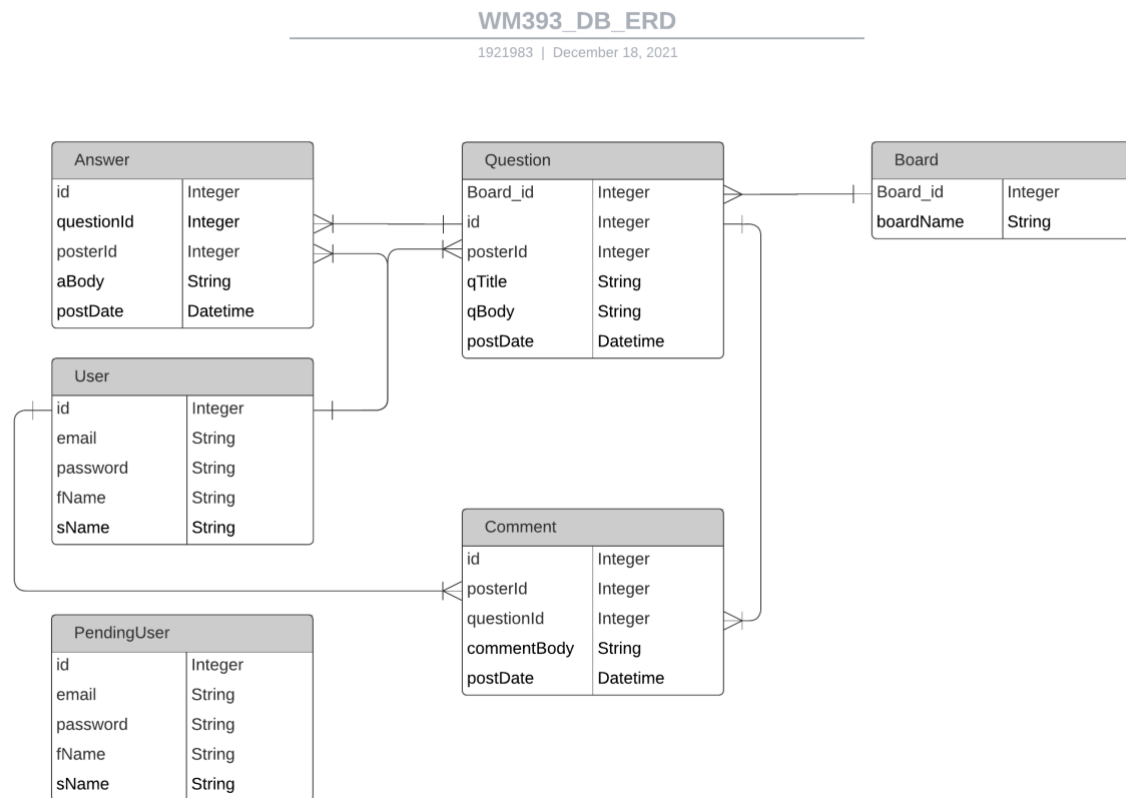 WM393_DB_ERD
1921983 | December 18, 2021
Answer
id Integer
questionId Integer
posterId Integer
aBody String
postDate Datetime
Question
Board_id Integer
id Integer
posterId Integer
qTitle String
qBody String
postDate Datetime
Board
Board_id Integer
boardName String
User
id Integer
email String
password String
fName String
sName String
Comment
id Integer
posterId Integer
questionId Integer
commentBody String
postDate Datetime
PendingUser
id Integer
email String
password String
fName String
sName String